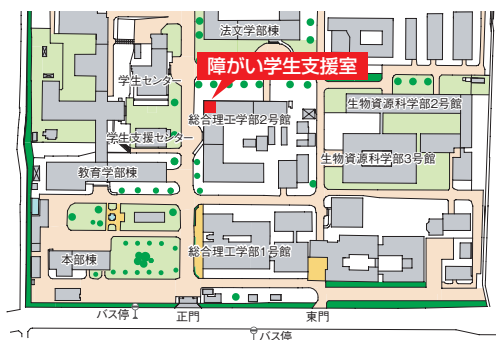 法文学部棟
障がい学生支援室
学生センター
総合理工学部2号館
生物資源科学部2号館
学生支援センター
生物資源科学部3号館
教育学部棟
本部棟
総合理工学部1号館
バス停
正門
東門
バス停